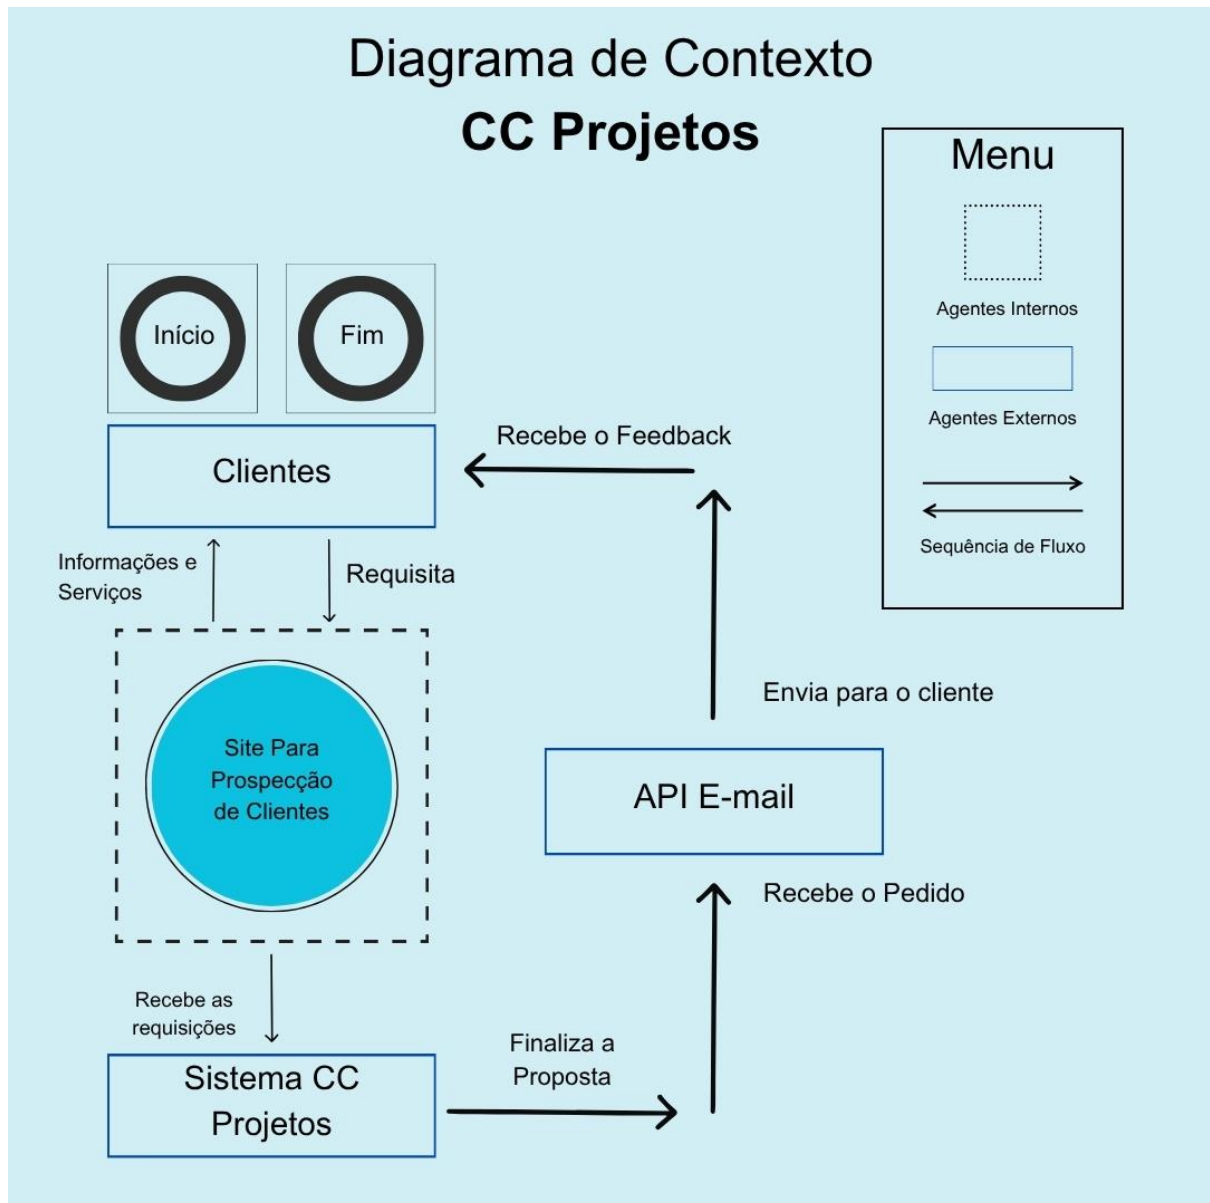 Diagrama de Contexto
CC Projetos
Menu
Agentes Internos
Agentes Externos
Sequência de Fluxo
Início
Fim
Clientes
Recebe o Feedback
Informações e
Serviços
Requisita
Site Para
Prospecção
de Clientes
Envia para o cliente
API E-mail
Recebe o Pedido
Recebe as
requisições
Sistema CC
Projetos
Finaliza a
Proposta